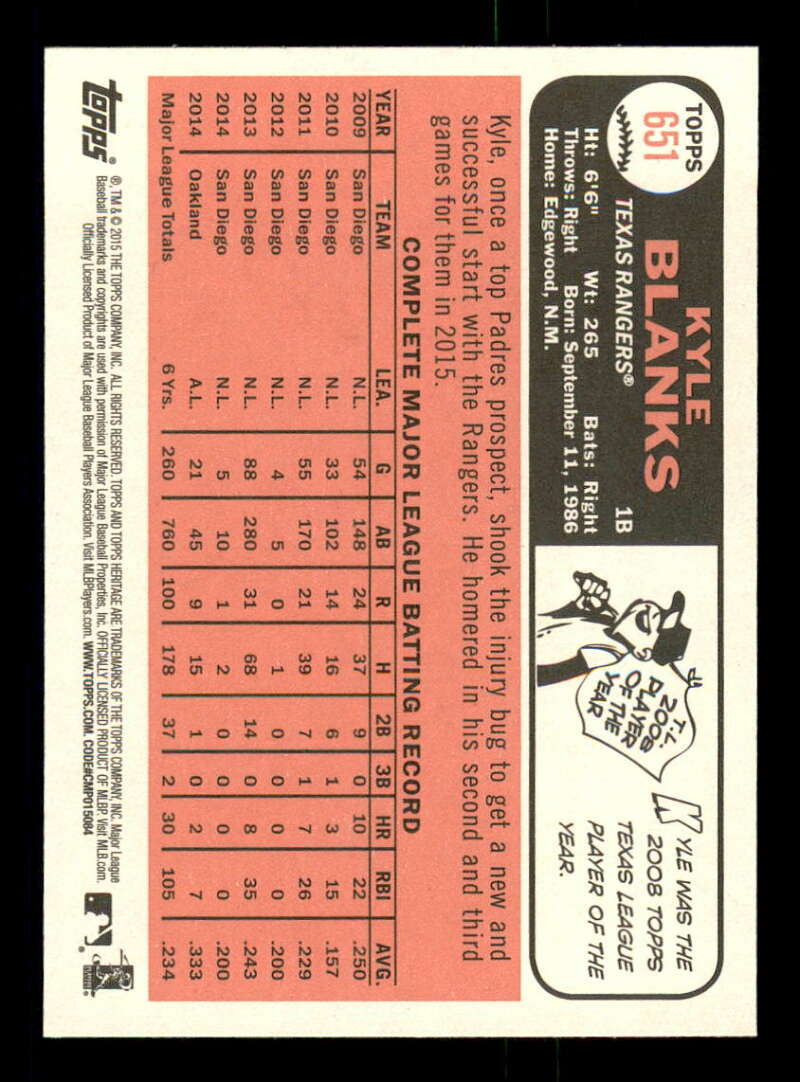 TOPPS
651
KYLE
BLANKS
TEXAS RANGERS® 1B
Ht: 6'6" Wt: 265 Bats: Right
Throws: Right Born: September 11, 1986
Home: Edgewood, N.M.
T.L.
2008
PLAYER
OF THE
YEAR
KYLE WAS THE
2008 TOPPS
TEXAS LEAGUE
PLAYER OF THE
YEAR.
Kyle, once a top Padres prospect, shook the injury bug to get a new and
successful start with the Rangers. He homered in his second and third
games for them in 2015.
COMPLETE MAJOR LEAGUE BATTING RECORD
YEAR TEAM LEA. G AB R H 2B 3B HR RBI AVG.
2009 San Diego N.L. 54 148 24 37 9 0 10 22 .250
2010 San Diego N.L. 33 102 14 16 6 1 3 15 .157
2011 San Diego N.L. 55 170 21 39 7 1 7 26 .229
2012 San Diego N.L. 4 5 0 1 0 0 0 0 .200
2013 San Diego N.L. 88 280 31 68 14 0 8 35 .243
2014 San Diego N.L. 5 10 1 2 0 0 0 0 .200
2014 Oakland A.L. 21 45 9 15 1 0 2 7 .333
Major League Totals 6 Yrs. 260 760 100 178 37 2 30 105 .234
topps®
®, TM & © 2015 THE TOPPS COMPANY, INC. ALL RIGHTS RESERVED. TOPPS AND TOPPS HERITAGE ARE TRADEMARKS OF THE TOPPS COMPANY, INC. Major League
Baseball trademarks and copyrights are used with permission of Major League Baseball Properties, Inc. OFFICIALLY LICENSED PRODUCT OF MLBP. Visit MLB.com.
Officially Licensed Product of Major League Baseball Players Association. Visit MLBPlayers.com. WWW.TOPPS.COM. CODE#CMP015084